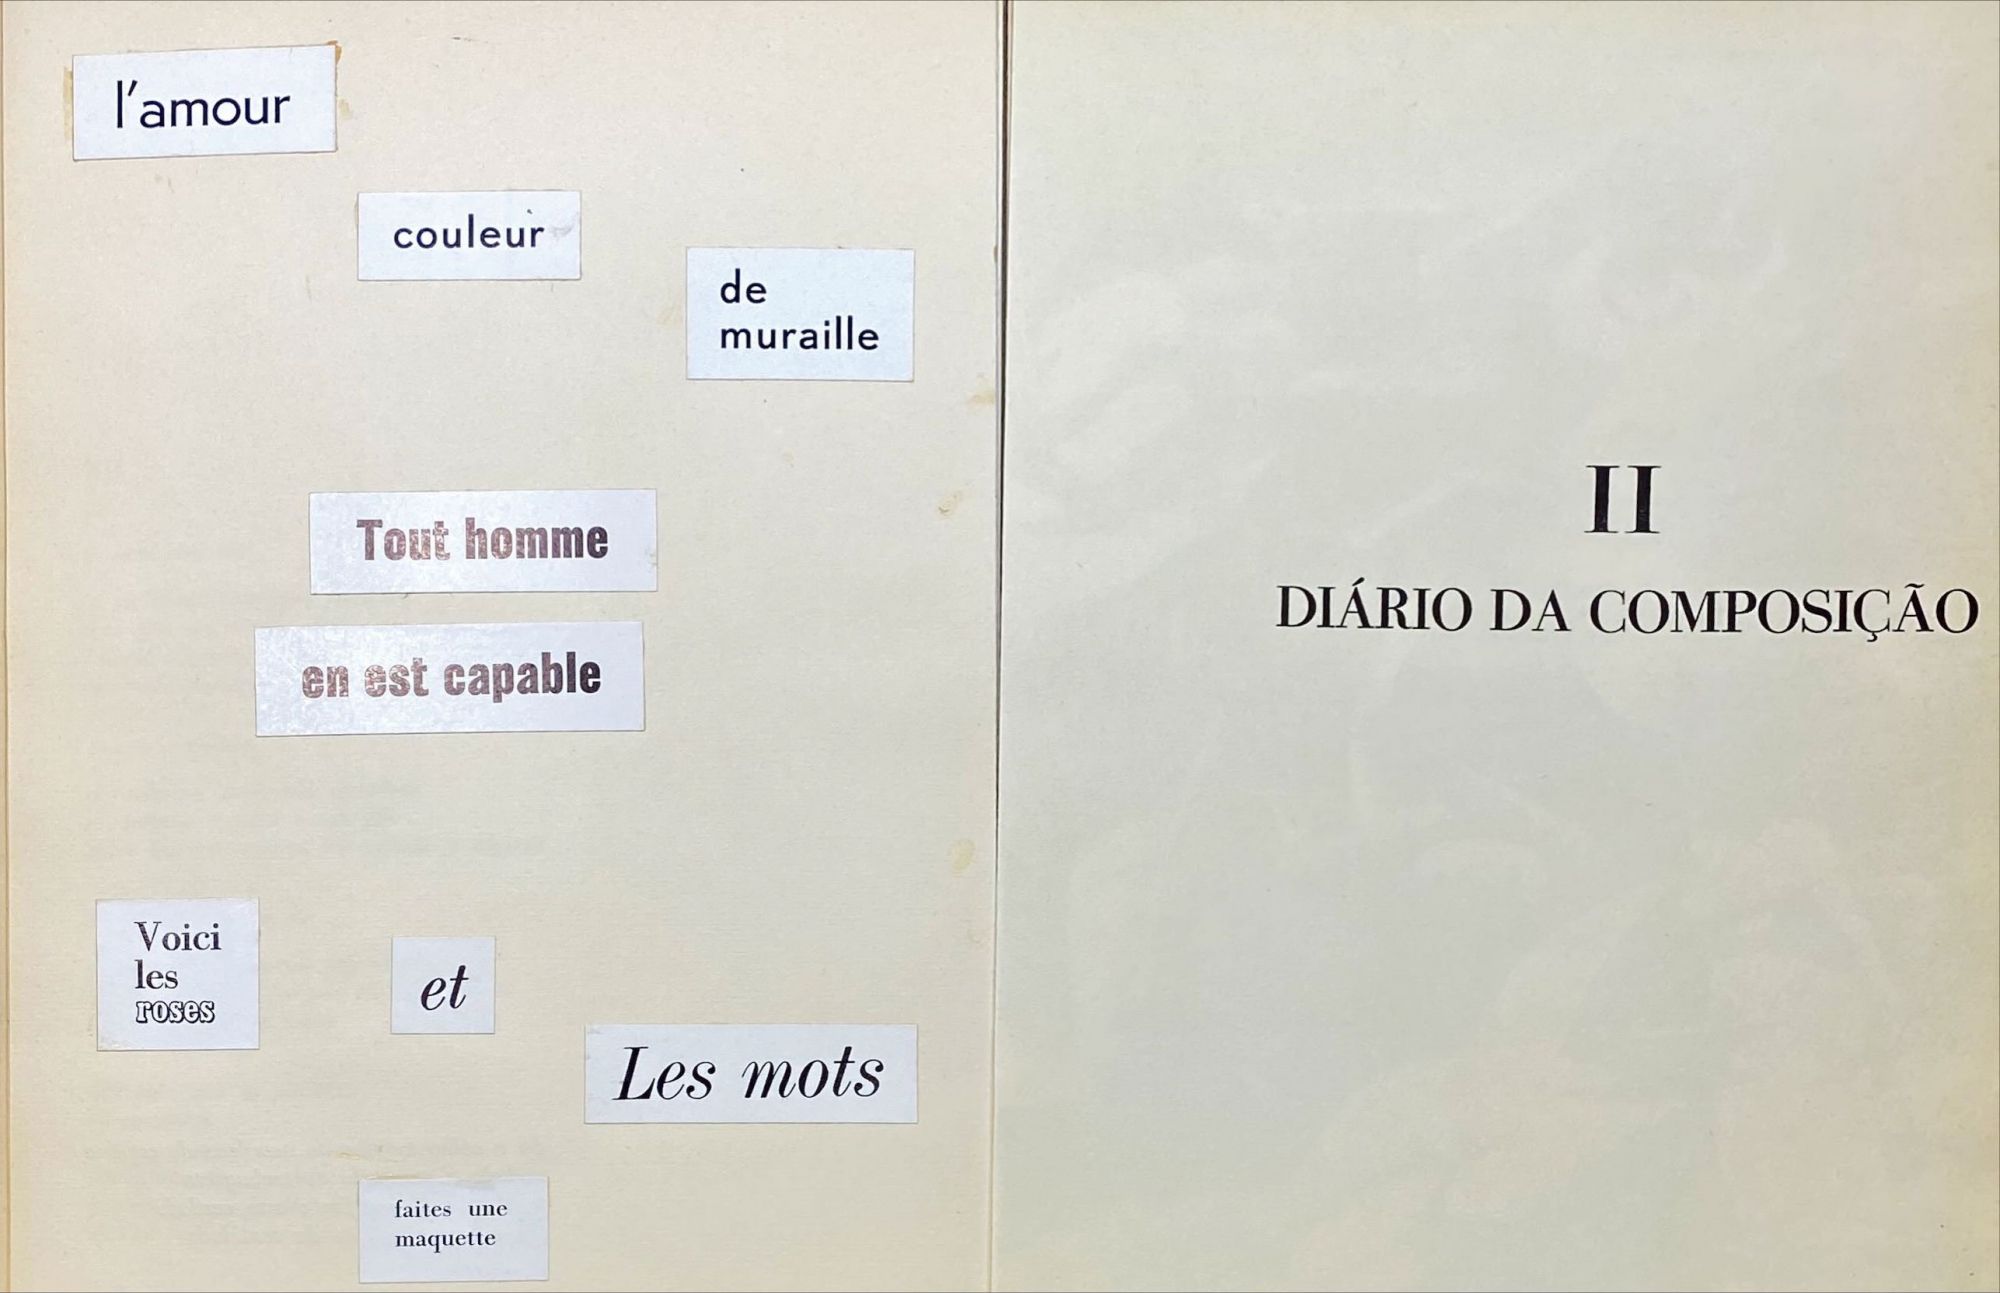 l'amour
couleur
de
muraille
Tout homme
en est capable
Voici
les
roses
et
Les mots
faites une
maquette
II
DIÁRIO DA COMPOSIÇÃO